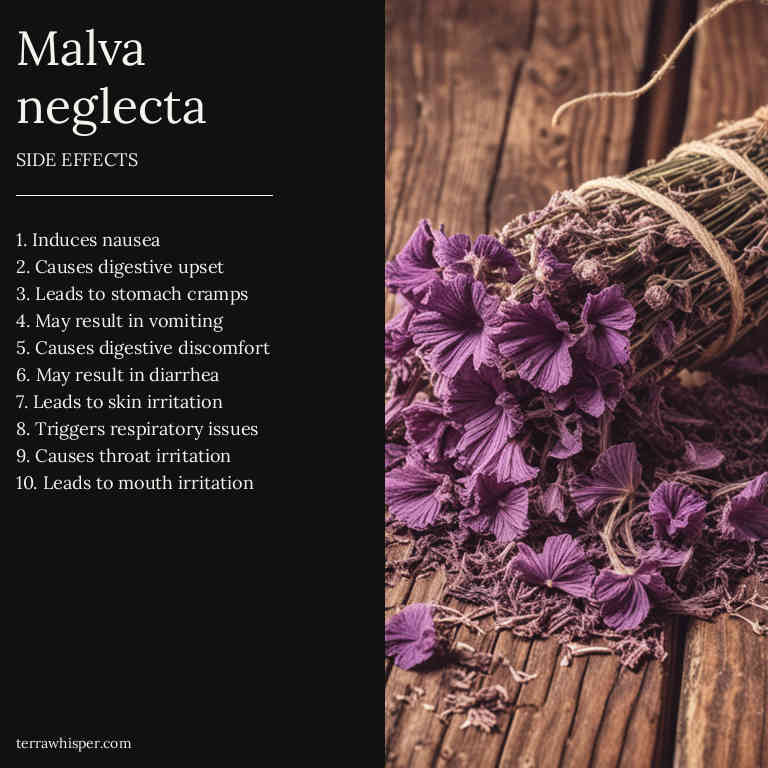 Malva
neglecta
SIDE EFFECTS
1. Induces nausea
2. Causes digestive upset
3. Leads to stomach cramps
4. May result in vomiting
5. Causes digestive discomfort
6. May result in diarrhea
7. Leads to skin irritation
8. Triggers respiratory issues
9. Causes throat irritation
10. Leads to mouth irritation
terrawhisper.com